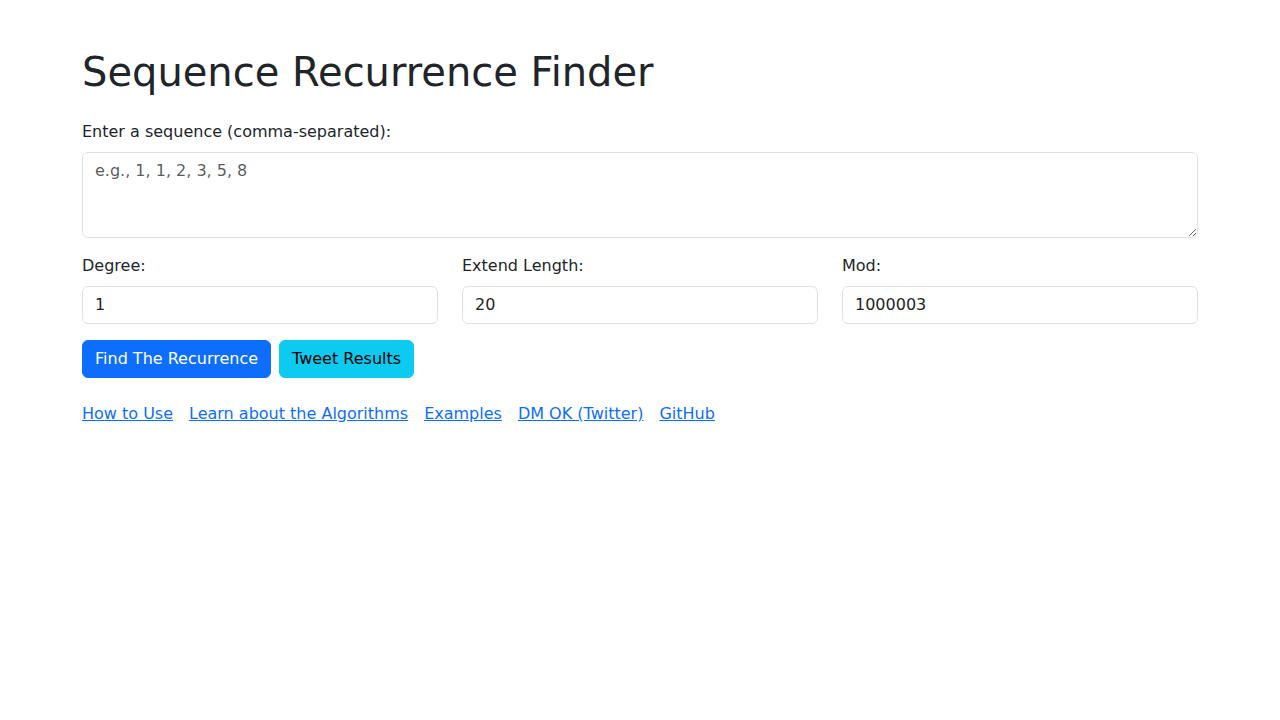 Sequence Recurrence Finder
Enter a sequence (comma-separated):
e.g., 1, 1, 2, 3, 5, 8
Degree: Extend Length: Mod:
1 20 1000003
Find The Recurrence Tweet Results
How to Use Learn about the Algorithms Examples DM OK (Twitter) GitHub